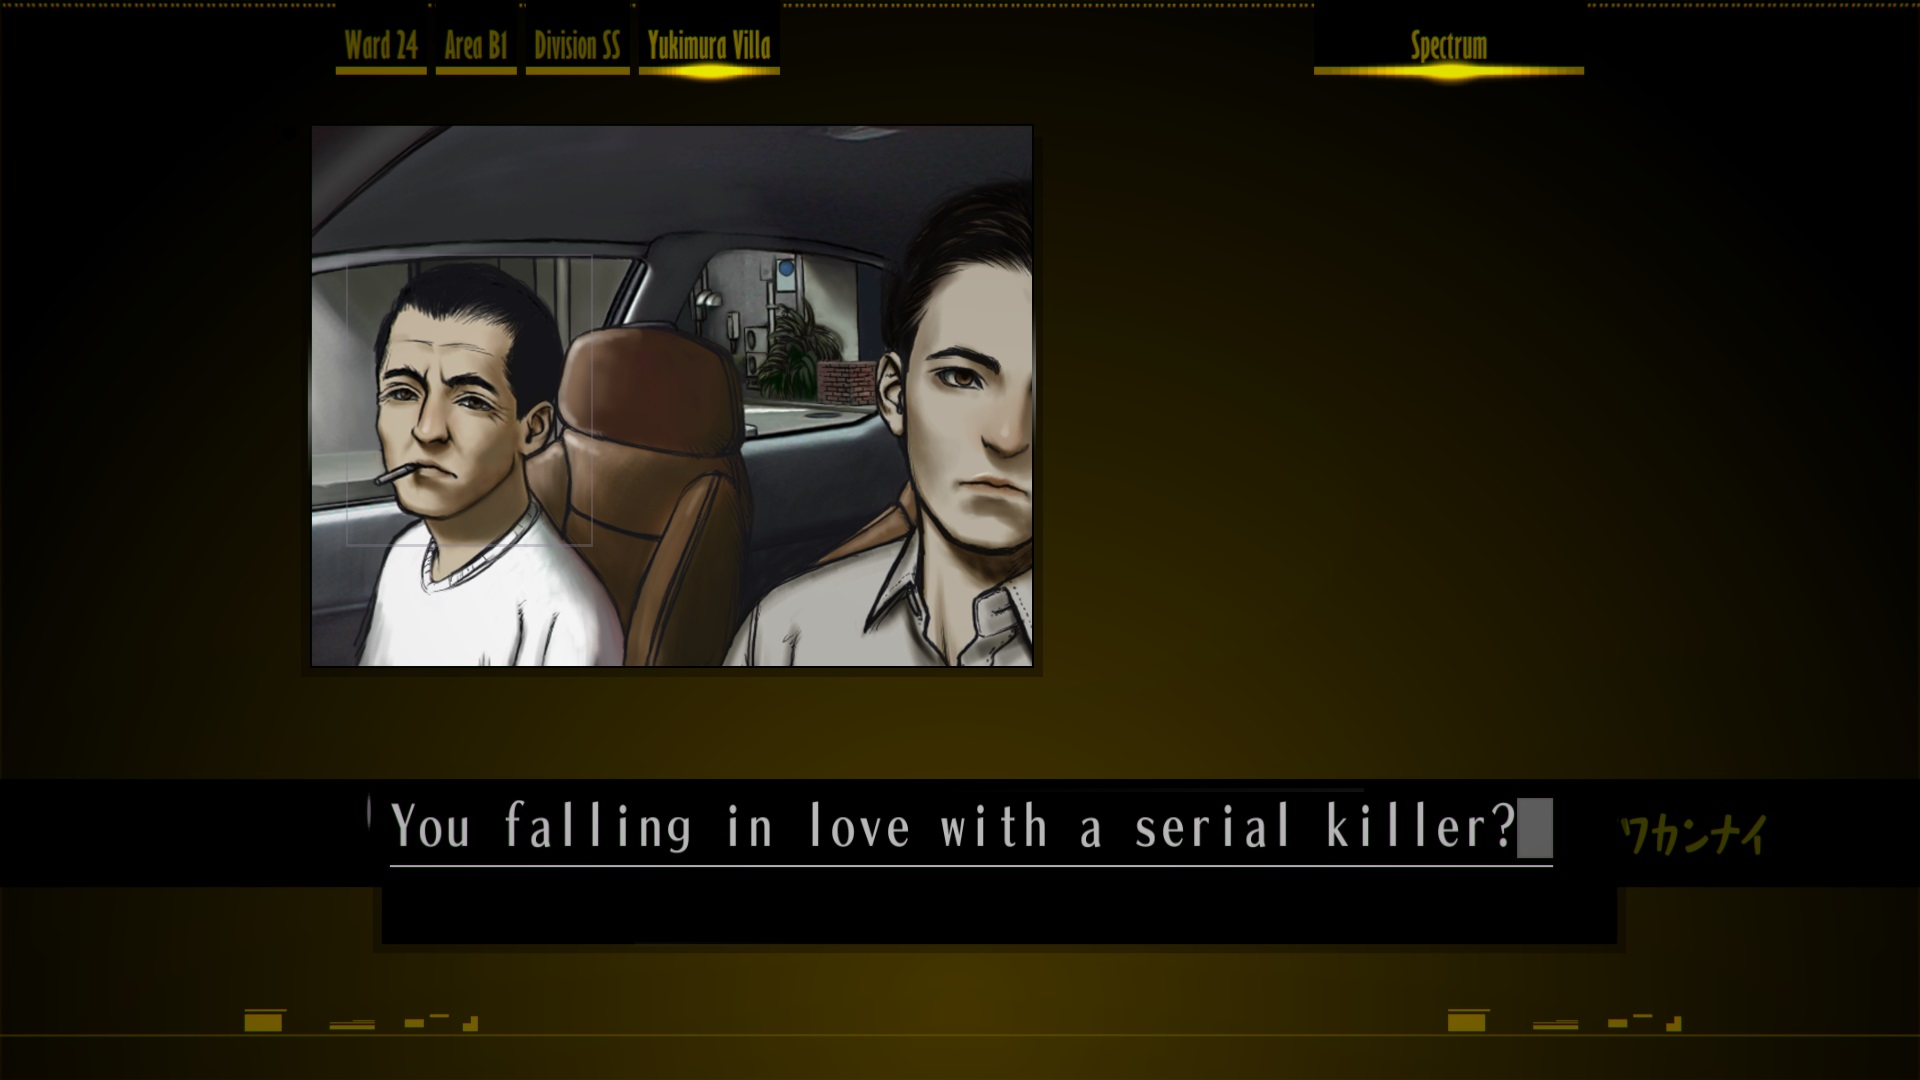 Ward 24
Area B1
Division SS
Yukimura Villa
Spectrum
You falling in love with a serial killer?
ワカンナイ